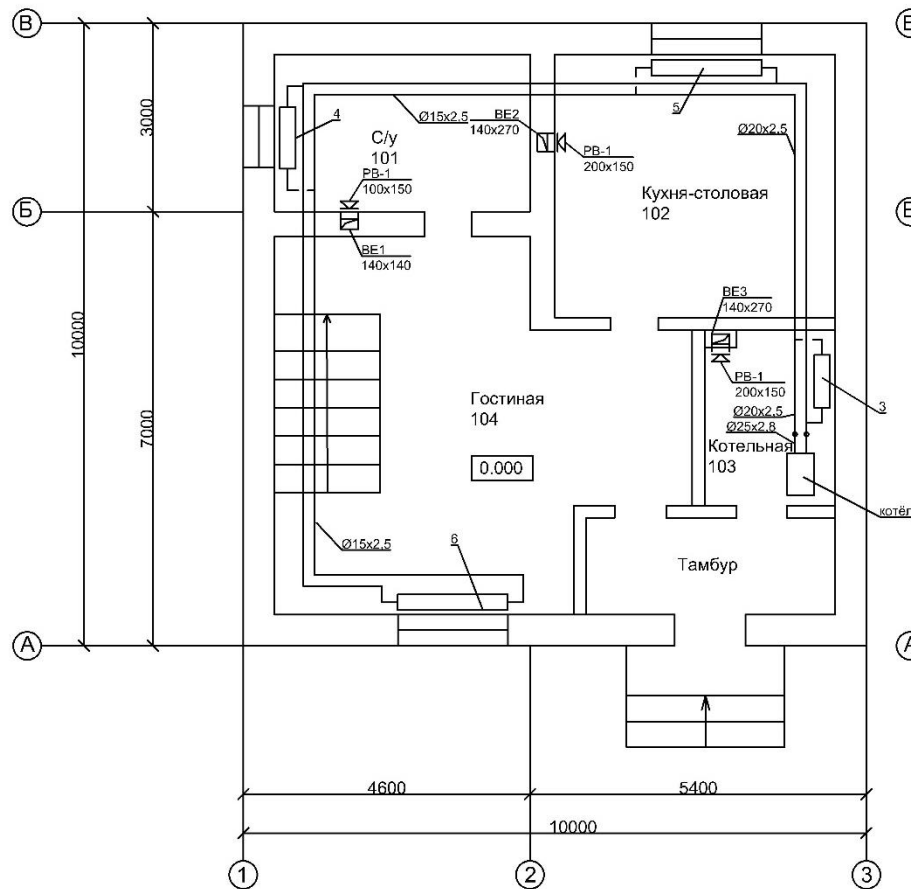 В
В
3000
4
5
Ø15x2,5
ВЕ2
140x270
Ø20x2,5
С/у
101
РВ-1
200x150
РВ-1
100x150
Кухня-столовая
102
Б
Б
ВЕ1
140x140
ВЕ3
140x270
10000
7000
РВ-1
200x150
3
Гостиная
104
Ø20x2,5
Ø25x2,8
Котельная
103
0.000
котёл
Ø15x2,5
6
Тамбур
А
А
4600
5400
10000
1
2
3